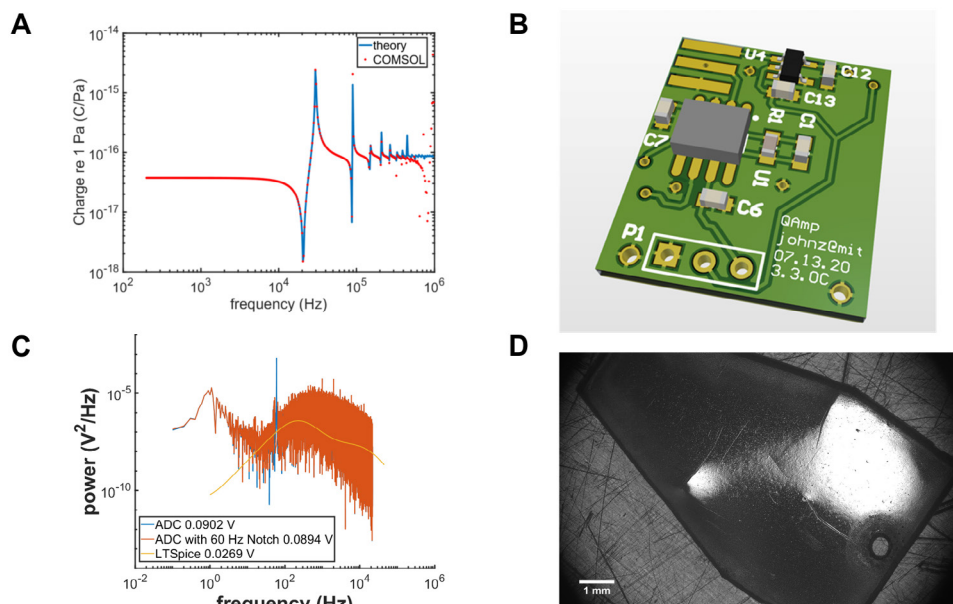 A
Charge re 1 Pa (C/Pa)
10^-14
10^-15
10^-16
10^-17
10^-18
theory
COMSOL
10^2
10^3
10^4
10^5
10^6
frequency (Hz)
B
U4
C12
C13
R1
C1
C7
U1
C6
P1
QAmp
johnz@mit
07.13.20
3.3.0C
C
power (V^2/Hz)
10^-5
10^-10
ADC 0.0902 V
ADC with 60 Hz Notch 0.0894 V
LTSpice 0.0269 V
10^-2
10^0
10^2
10^4
10^6
frequency (Hz)
D
1 mm